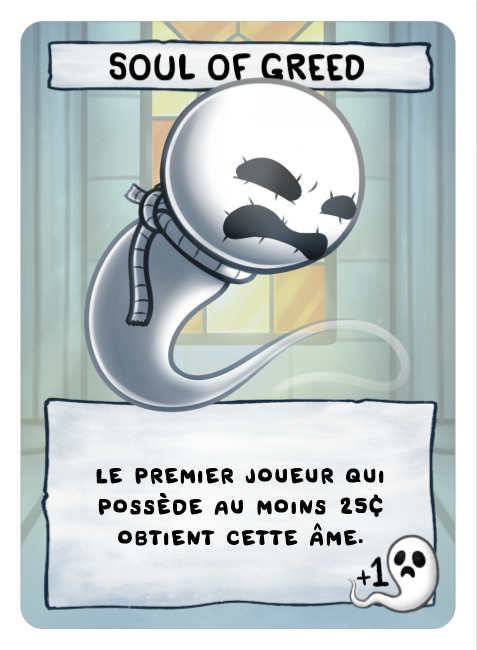 SOUL OF GREED
LE PREMIER JOUEUR QUI
POSSÈDE AU MOINS 25¢
OBTIENT CETTE ÂME.
+1